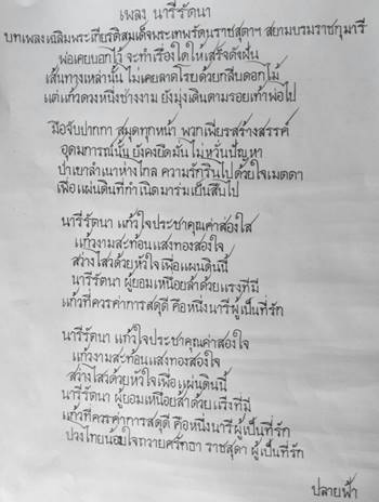 เพลง นารีรัตนา
บทเพลงเฉลิมพระเกียรติสมเด็จพระเทพรัตนราชสุดาฯ สยามบรมราชกุมารี
พ่อเคยบอกไว้ จะทำเรื่องใดให้เสร็จดังฝัน
เส้นทางเหล่านั้น ไม่เคยลาดโรยด้วยกลีบดอกไม้
แต่แก้วดวงหนึ่งช่างงาม ยังมุ่งเดินตามรอยเท้าพ่อไป
มือจับปากกา สมุดทุกหน้า พากเพียรสร้างสรรค์
อุดมการณ์นั้น ยังคงยึดมั่น ไม่หวั่นปัญหา
ป่าเขาลำเนาห่างไกล ความรักรินไปด้วยใจเมตตา
เพื่อแผ่นดินที่กำเนิดมาร่มเย็นสืบไป
นารีรัตนา แก้วใจประชาคุณค่าส่องใส
แก้วงามสะท้อนแสงทองส่องใจ
สว่างไสวด้วยหัวใจเพื่อแผนดินนี้
นารีรัตนา ผู้ยอมเหนื่อยล้าด้วยแรงที่มี
แก้วที่ควรค่าการสดุดี คือหนึ่งนารีผู้เป็นที่รัก
นารีรัตนา แก้วใจประชาคุณค่าส่องใจ
แก้วงามสะท้อนแสงทองส่องใจ
สว่างไสวด้วยหัวใจเพื่อแผ่นดินนี้
นารีรัตนา ผู้ยอมเหนื่อยล้าด้วยแรงที่มี
แก้วที่ควรค่าการสดุดี คือหนึ่งนารีผู้เป็นที่รัก
ปวงไทยน้อมใจถวายศรัทธา ราชสุดา ผู้เป็นที่รัก
ปลายฟ้า